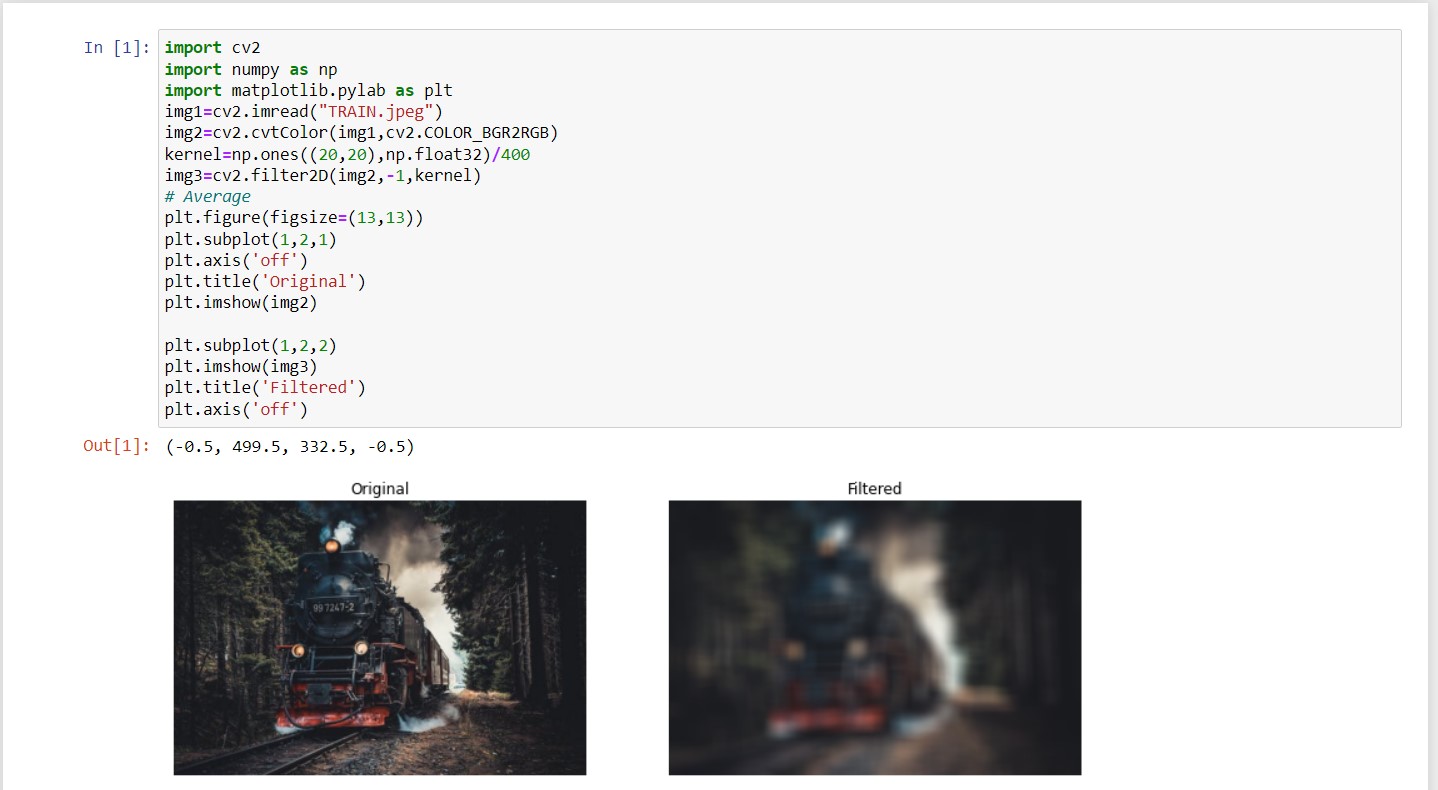 In [1]:
import cv2
import numpy as np
import matplotlib.pylab as plt
img1=cv2.imread("TRAIN.jpeg")
img2=cv2.cvtColor(img1,cv2.COLOR_BGR2RGB)
kernel=np.ones((20,20),np.float32)/400
img3=cv2.filter2D(img2,-1,kernel)
# Average
plt.figure(figsize=(13,13))
plt.subplot(1,2,1)
plt.axis('off')
plt.title('Original')
plt.imshow(img2)
plt.subplot(1,2,2)
plt.imshow(img3)
plt.title('Filtered')
plt.axis('off')
Out[1]: (-0.5, 499.5, 332.5, -0.5)
Original
Filtered
99 7247-2